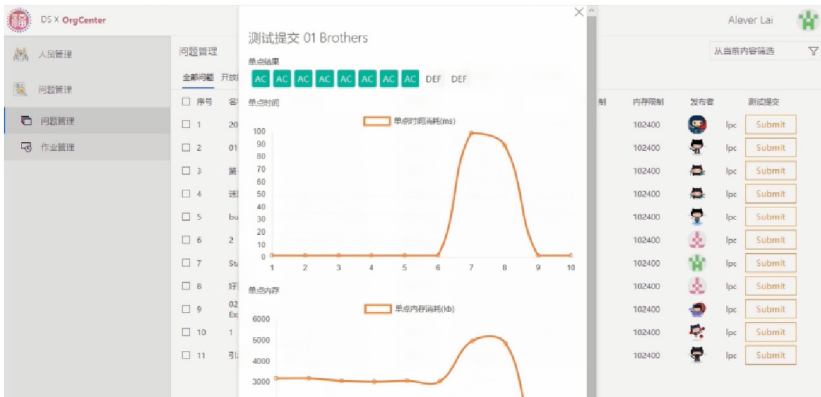 DS X OrgCenter
Alever Lai
人员管理
问题管理
问题管理
作业管理
问题管理
从当前内容筛选
全部问题
序号
制 内存限制 发布者 测试提交
1 20 102400 lpc Submit
2 01 102400 lpc Submit
3 第 102400 lpc Submit
4 迷 102400 lpc Submit
5 bu 102400 lpc Submit
6 2 102400 lpc Submit
7 Stu 102400 lpc Submit
8 好 102400 lpc Submit
9 02 Ex 102400 lpc Submit
10 1 102400 lpc Submit
11 引 102400 lpc Submit
测试提交 01 Brothers
单点结果
AC AC AC AC AC AC AC AC DEF DEF
单点时间
单点时间消耗(ms)
100
90
80
70
60
50
40
30
20
10
0
1 2 3 4 5 6 7 8 9 10
单点内存
单点内存消耗(kb)
6000
5000
4000
3000